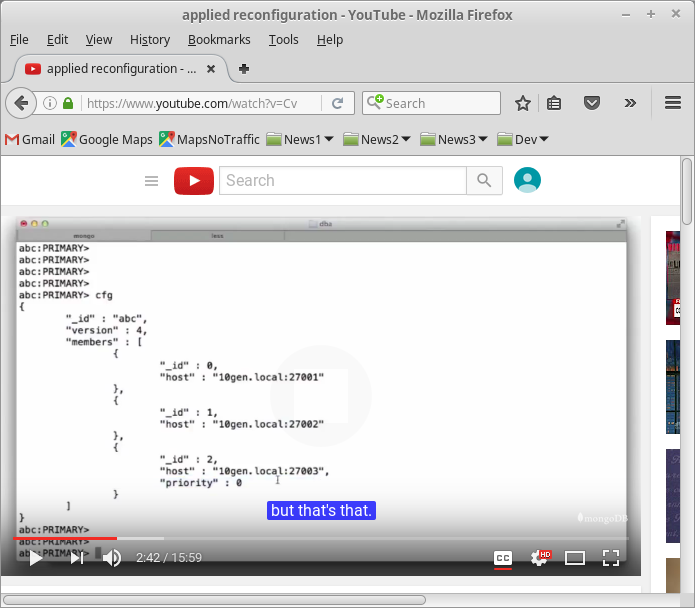 applied reconfiguration - YouTube - Mozilla Firefox
File Edit View History Bookmarks Tools Help
applied reconfiguration - ...
https://www.youtube.com/watch?v=Cv
Search
Gmail Google Maps MapsNoTraffic News1 News2 News3 Dev
Search
dba
mongo less
abc:PRIMARY>
abc:PRIMARY>
abc:PRIMARY>
abc:PRIMARY>
abc:PRIMARY> cfg
{
"_id" : "abc",
"version" : 4,
"members" : [
{
"_id" : 0,
"host" : "10gen.local:27001"
},
{
"_id" : 1,
"host" : "10gen.local:27002"
},
{
"_id" : 2,
"host" : "10gen.local:27003",
"priority" : 0
}
]
}
but that's that.
mongoDB
abc:PRIMARY>
abc:PRIMARY>
abc:PRIMARY>
2:42 / 15:59
CC
HD